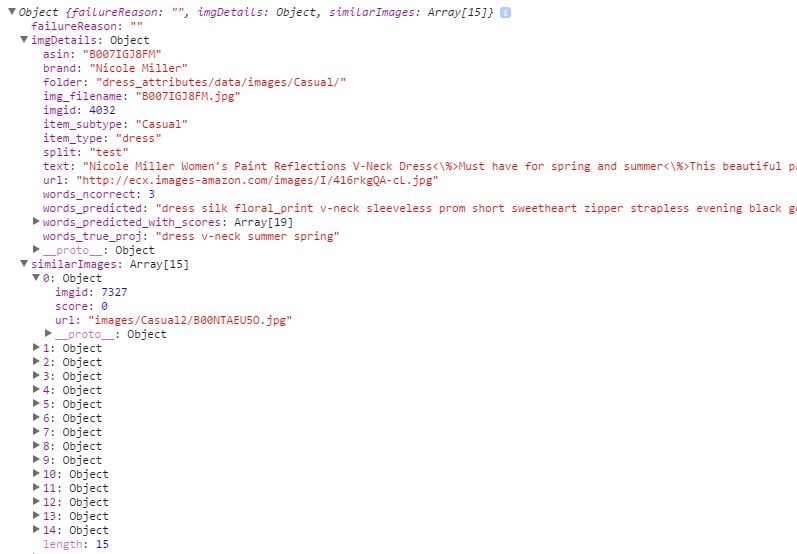 Object {failureReason: "", imgDetails: Object, similarImages: Array[15]} i
failureReason: ""
imgDetails: Object
asin: "B007IGJ8FM"
brand: "Nicole Miller"
folder: "dress_attributes/data/images/Casual/"
img_filename: "B007IGJ8FM.jpg"
imgid: 4032
item_subtype: "Casual"
item_type: "dress"
split: "test"
text: "Nicole Miller Women's Paint Reflections V-Neck Dress<\%>Must have for spring and summer<\%>This beautiful pa
url: "http://ecx.images-amazon.com/images/I/416rkgQA-cL.jpg"
words_ncorrect: 3
words_predicted: "dress silk floral_print v-neck sleeveless prom short sweetheart zipper strapless evening black go
words_predicted_with_scores: Array[19]
words_true_proj: "dress v-neck summer spring"
__proto__: Object
similarImages: Array[15]
0: Object
imgid: 7327
score: 0
url: "images/Casual2/B00NTAEU5O.jpg"
__proto__: Object
1: Object
2: Object
3: Object
4: Object
5: Object
6: Object
7: Object
8: Object
9: Object
10: Object
11: Object
12: Object
13: Object
14: Object
length: 15